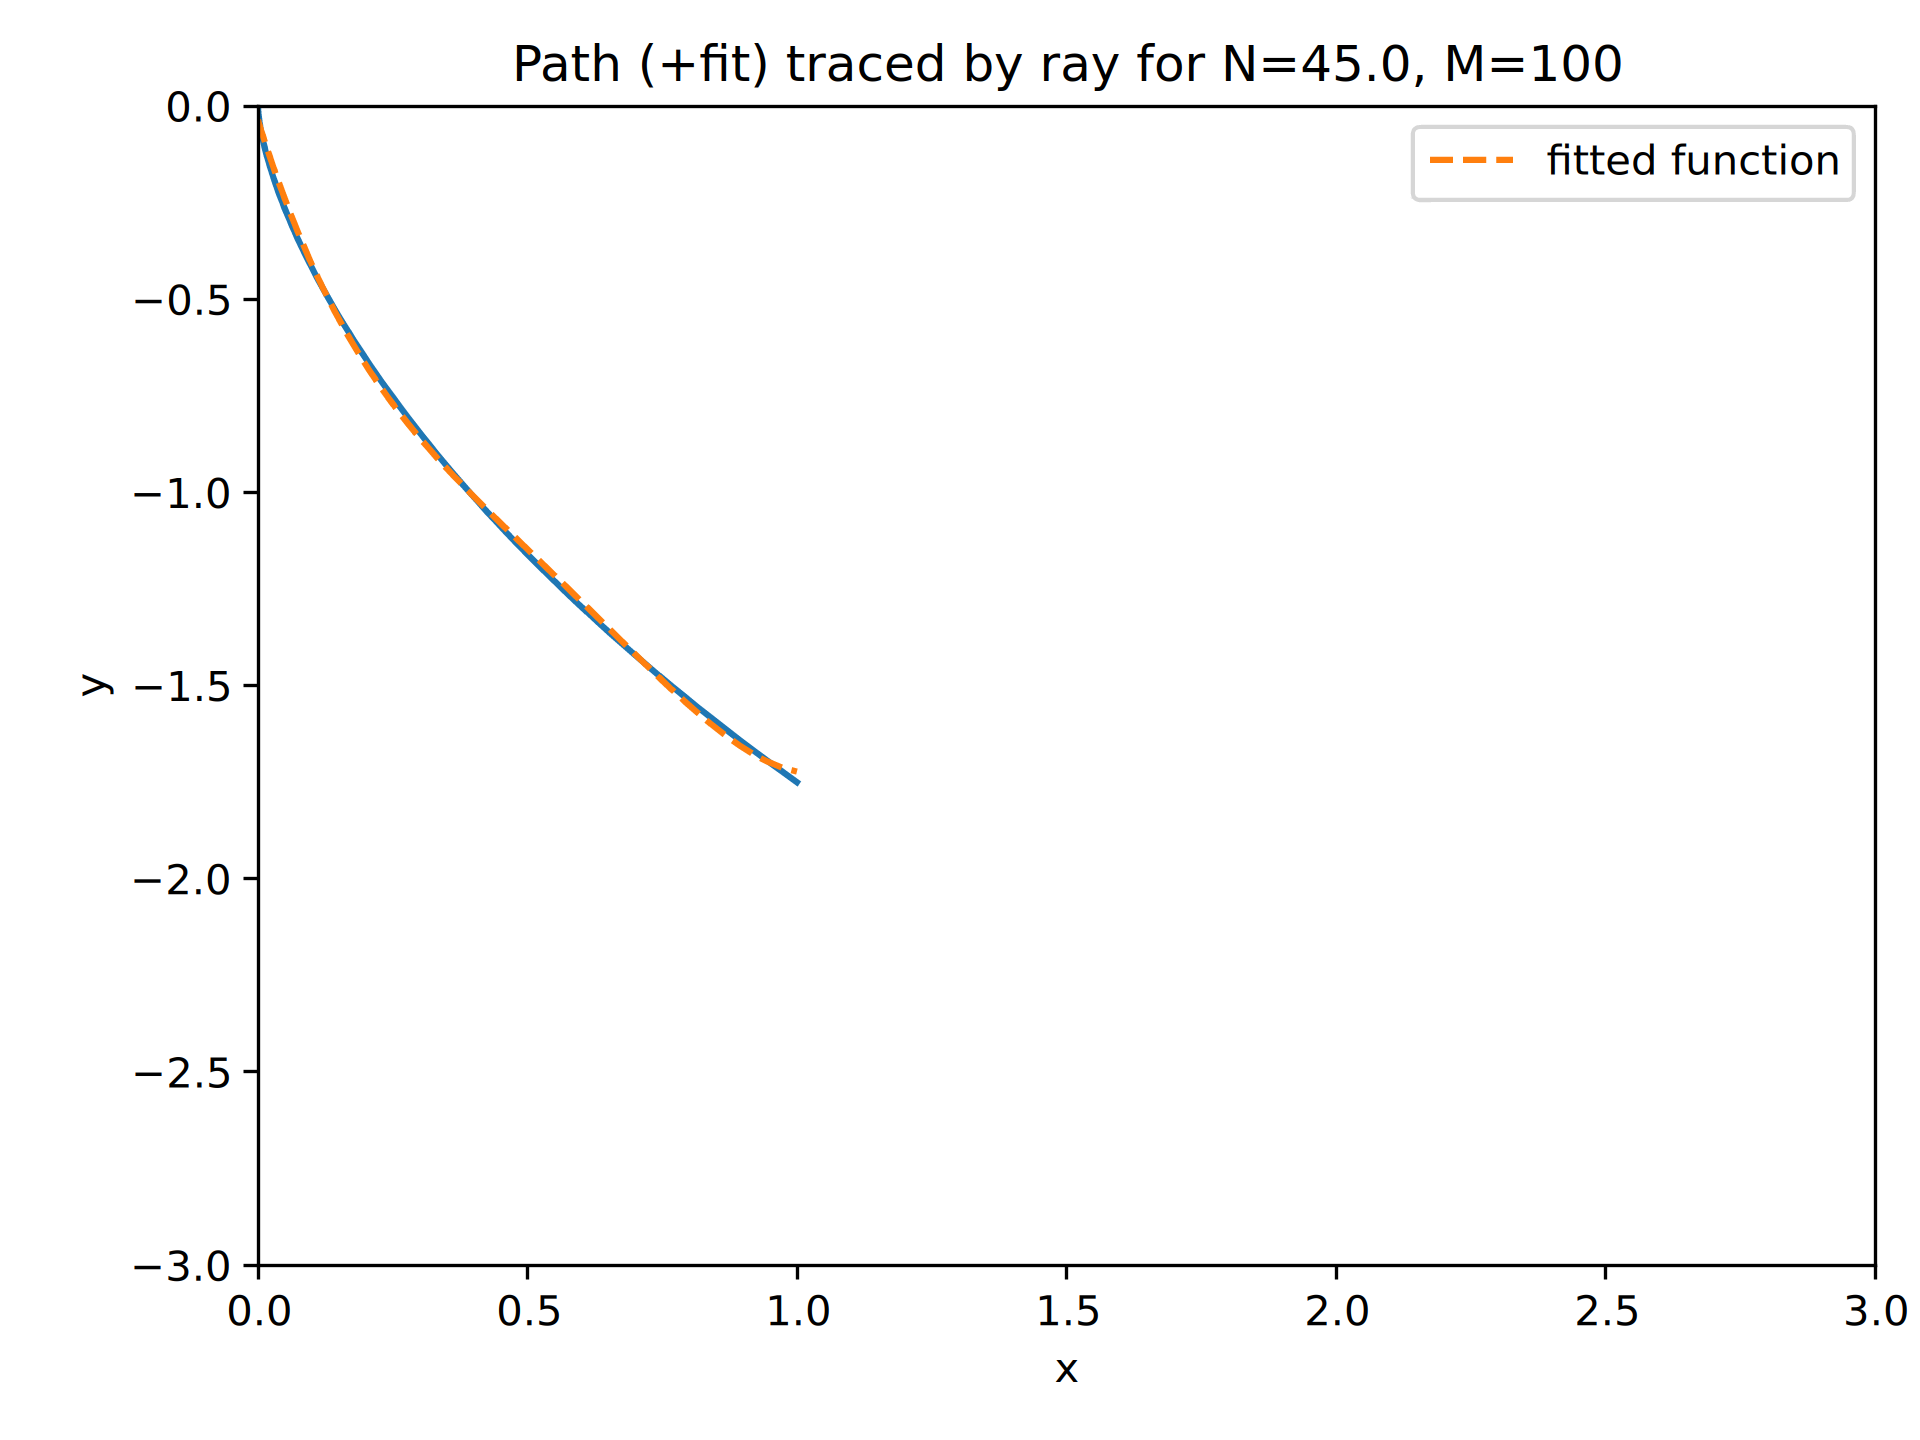 Path (+fit) traced by ray for N=45.0, M=100
fitted function
0.0
−0.5
−1.0
−1.5
−2.0
−2.5
−3.0
y
0.0 0.5 1.0 1.5 2.0 2.5 3.0
x